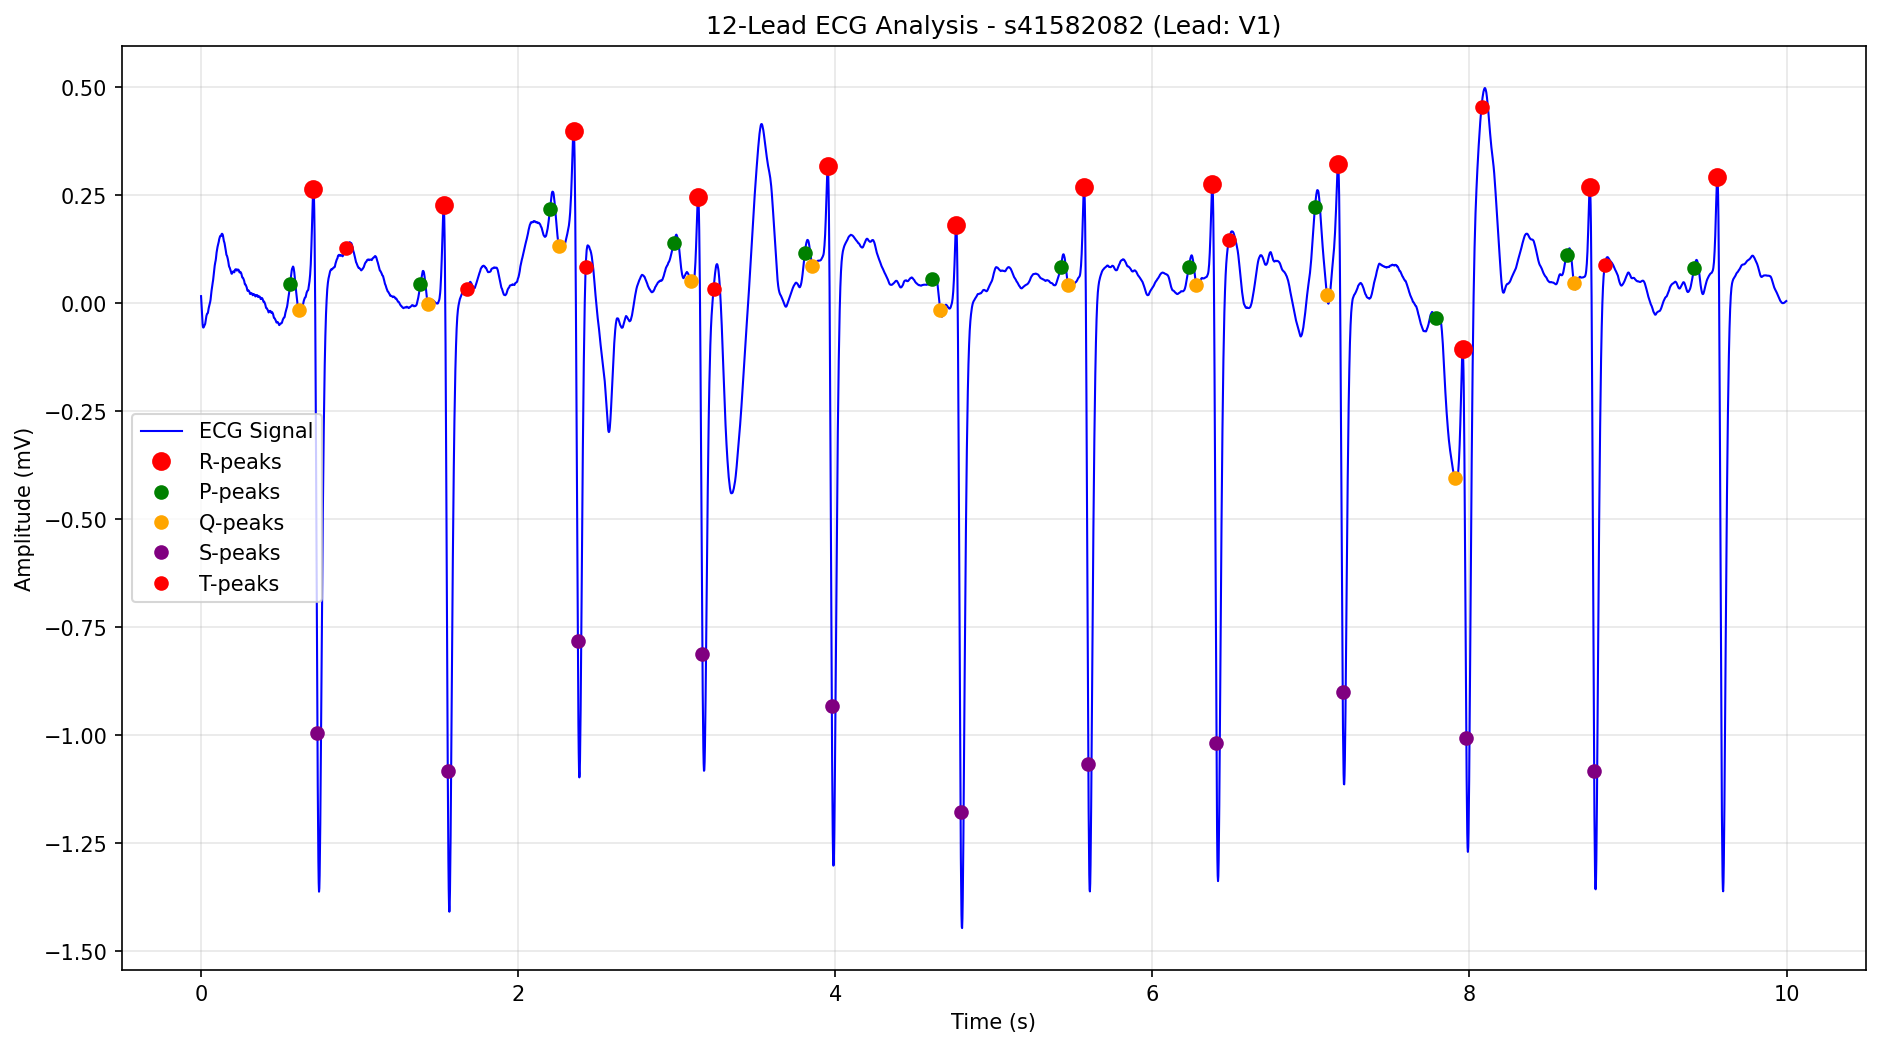 12-Lead ECG Analysis - s41582082 (Lead: V1)
Amplitude (mV)
0.50
0.25
0.00
−0.25
−0.50
−0.75
−1.00
−1.25
−1.50
ECG Signal
R-peaks
P-peaks
Q-peaks
S-peaks
T-peaks
0 2 4 6 8 10
Time (s)